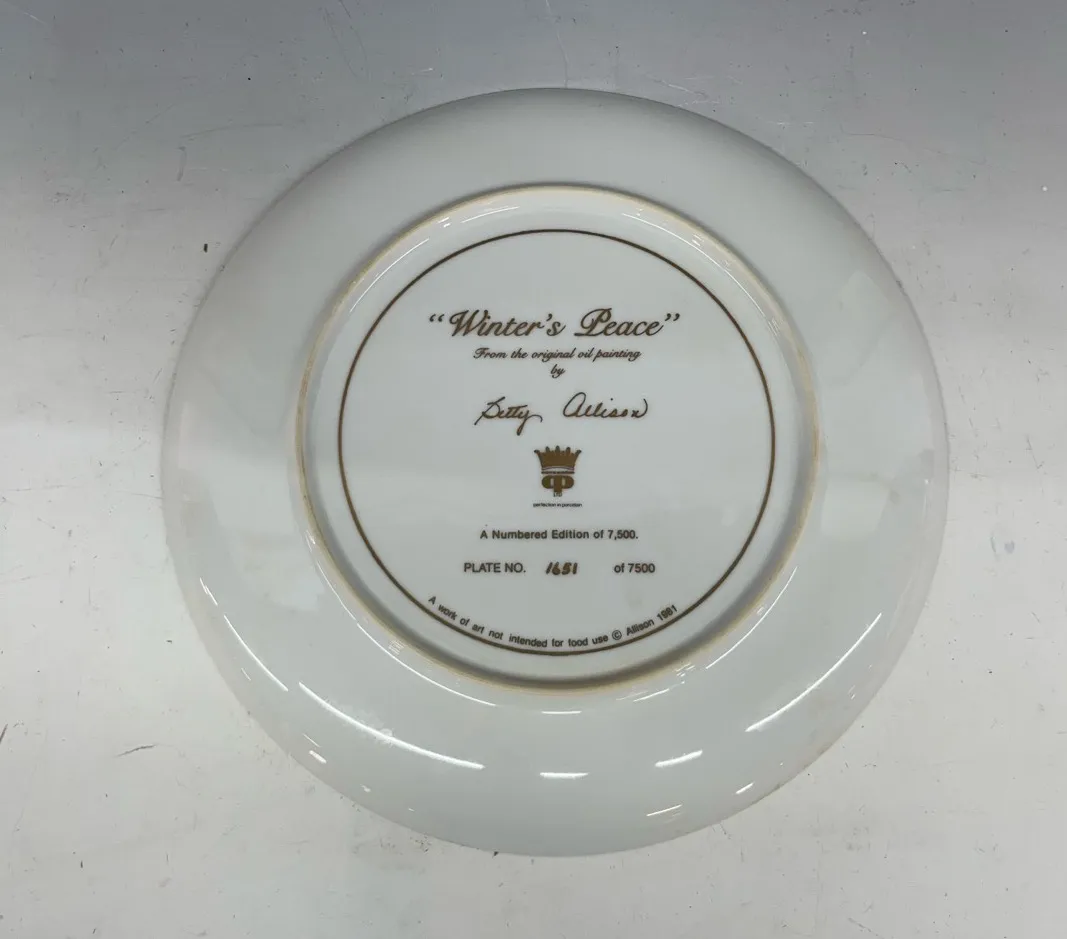 “Winter's Peace”
From the original oil painting
by
Betty Allison
LTD
perfection in porcelain
A Numbered Edition of 7,500.
PLATE NO. 1651 of 7500
A work of art not intended for food use © Allison 1981